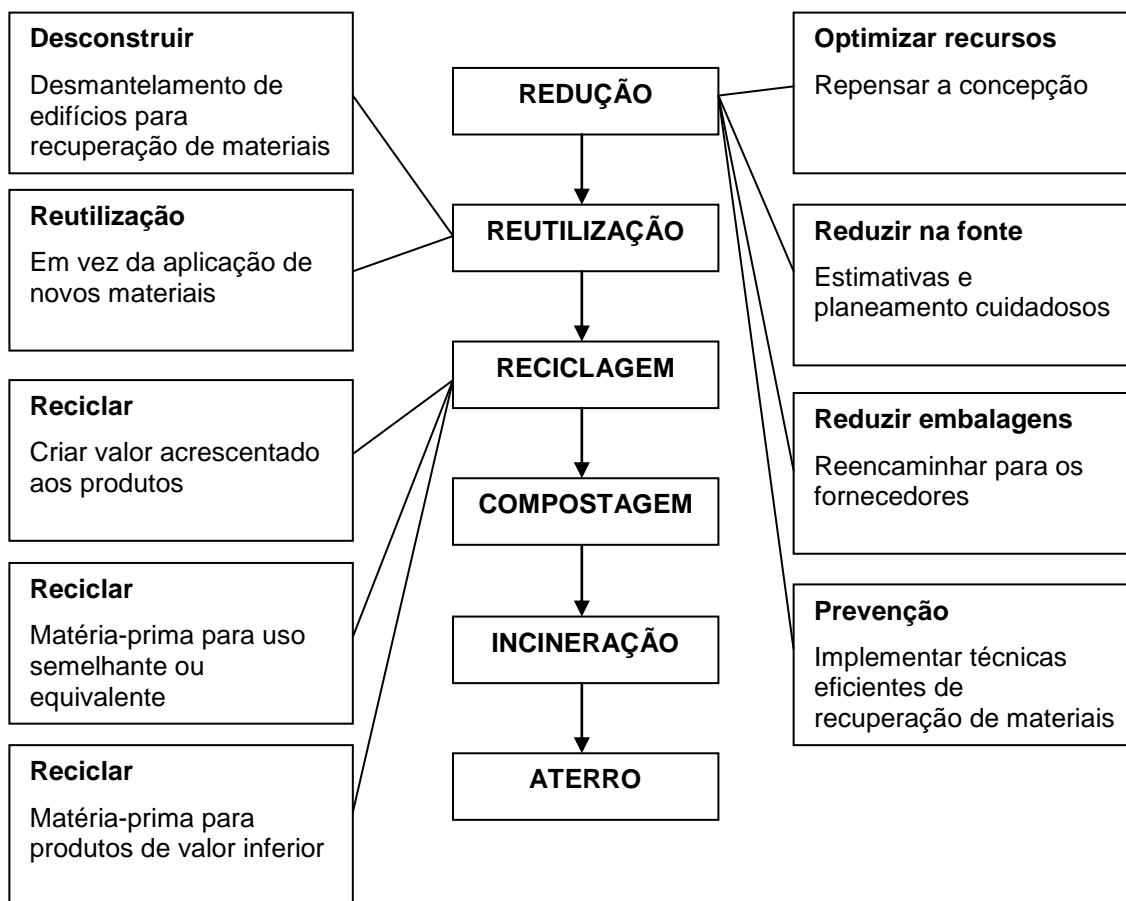 Desconstruir
Desmantelamento de
edifícios para
recuperação de materiais
Reutilização
Em vez da aplicação de
novos materiais
Reciclar
Criar valor acrescentado
aos produtos
Reciclar
Matéria-prima para uso
semelhante ou
equivalente
Reciclar
Matéria-prima para
produtos de valor inferior
REDUÇÃO
REUTILIZAÇÃO
RECICLAGEM
COMPOSTAGEM
INCINERAÇÃO
ATERRO
Optimizar recursos
Repensar a concepção
Reduzir na fonte
Estimativas e
planeamento cuidadosos
Reduzir embalagens
Reencaminhar para os
fornecedores
Prevenção
Implementar técnicas
eficientes de
recuperação de materiais